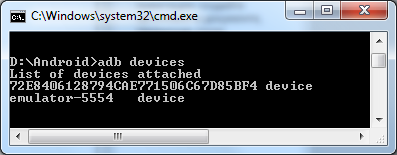 C:\Windows\system32\cmd.exe
D:\Android>adb devices
List of devices attached
72E8406128794CAE771506C67D85BF4 device
emulator-5554   device